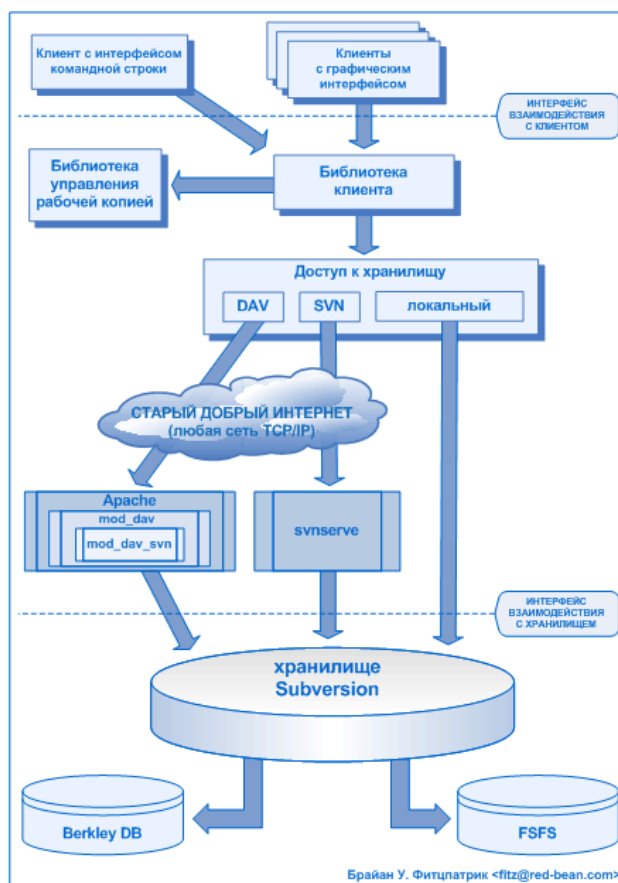 Клиент с интерфейсом
командной строки
Клиенты
с графическим
интерфейсом
ИНТЕРФЕЙС
ВЗАИМОДЕЙСТВИЯ
С КЛИЕНТОМ
Библиотека
управления
рабочей копией
Библиотека
клиента
Доступ к хранилищу
DAV
SVN
локальный
СТАРЫЙ ДОБРЫЙ ИНТЕРНЕТ
(любая сеть TCP/IP)
Apache
mod_dav
mod_dav_svn
svnserve
ИНТЕРФЕЙС
ВЗАИМОДЕЙСТВИЯ
С ХРАНИЛИЩЕМ
хранилище
Subversion
Berkley DB
FSFS
Брайан У. Фитцпатрик <fitz@red-bean.com>